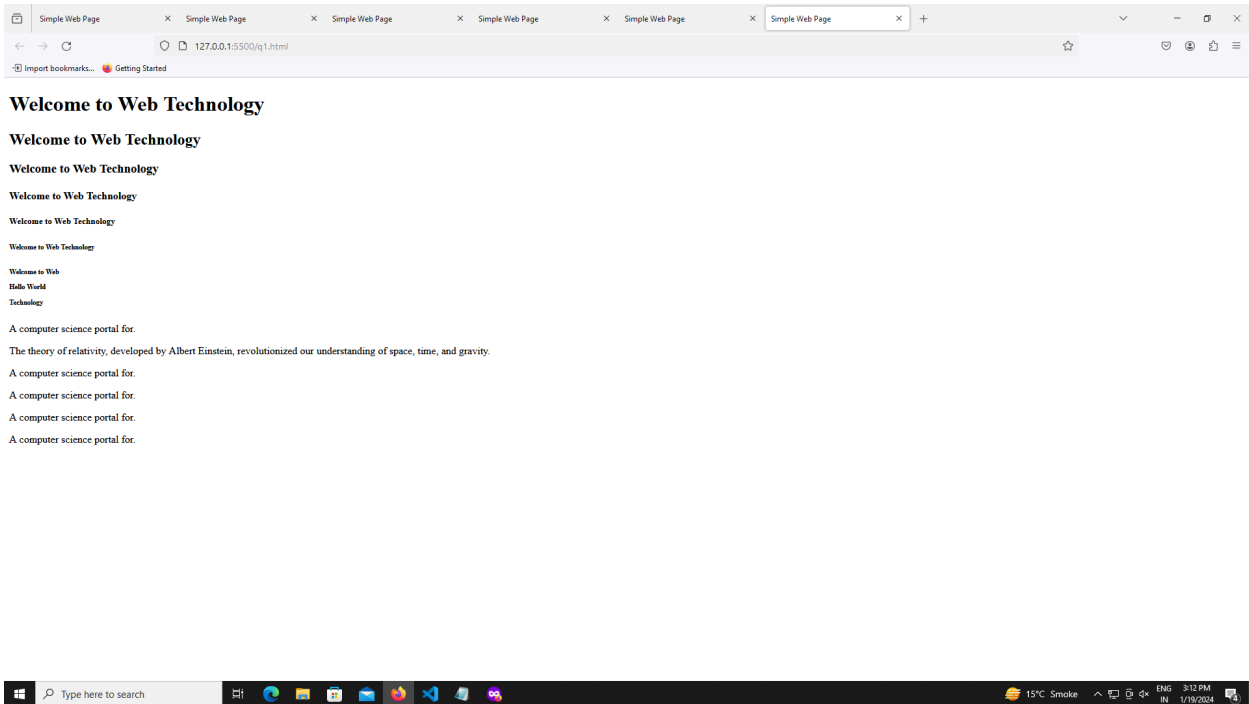 Simple Web Page Simple Web Page Simple Web Page Simple Web Page Simple Web Page Simple Web Page
127.0.0.1:5500/q1.html
Import bookmarks... Getting Started
Welcome to Web Technology
Welcome to Web Technology
Welcome to Web Technology
Welcome to Web Technology
Welcome to Web Technology
Welcome to Web Technology
Welcome to Web
Hello World
Technology
A computer science portal for.
The theory of relativity, developed by Albert Einstein, revolutionized our understanding of space, time, and gravity.
A computer science portal for.
A computer science portal for.
A computer science portal for.
A computer science portal for.
Type here to search
15°C Smoke
ENG
IN
3:12 PM
1/19/2024
4